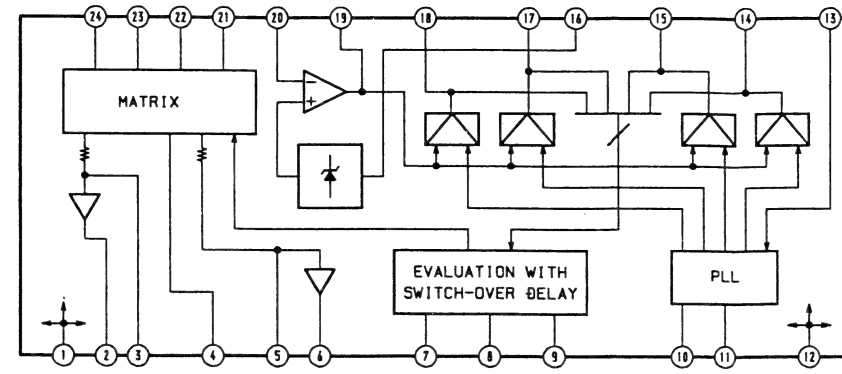 24 23 22 21 20 19 18 17 16 15 14 13
MATRIX
EVALUATION WITH
SWITCH-OVER DELAY
PLL
1 2 3 4 5 6 7 8 9 10 11 12